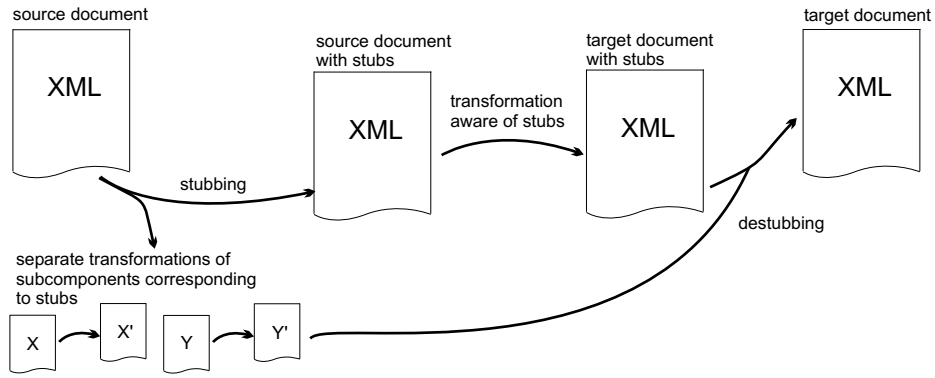 source document
XML
source document
with stubs
XML
transformation
aware of stubs
target document
with stubs
XML
target document
XML
stubbing
destubbing
separate transformations of
subcomponents corresponding
to stubs
X
X'
Y
Y'